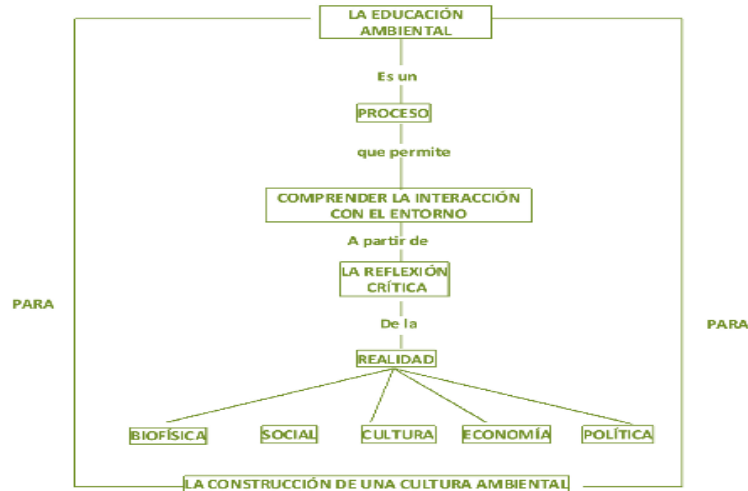 LA EDUCACIÓN
AMBIENTAL
Es un
PROCESO
que permite
COMPRENDER LA INTERACCIÓN
CON EL ENTORNO
A partir de
LA REFLEXIÓN
CRÍTICA
PARA
PARA
De la
REALIDAD
BIOFÍSICA
SOCIAL
CULTURA
ECONOMÍA
POLÍTICA
LA CONSTRUCCIÓN DE UNA CULTURA AMBIENTAL